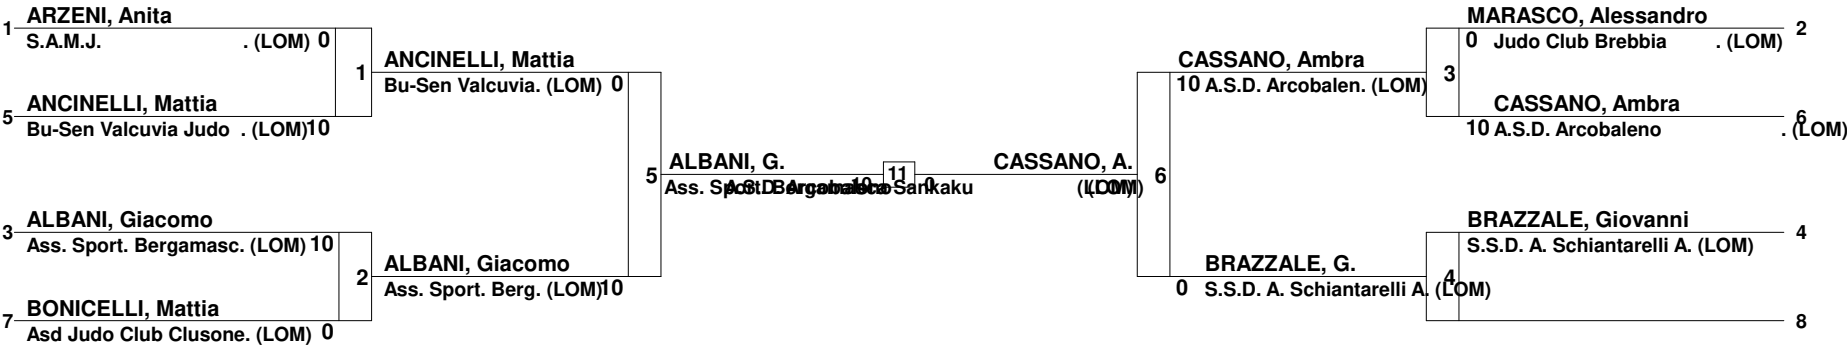 1
ARZENI, Anita
S.A.M.J. . (LOM) 0
5
ANCINELLI, Mattia
Bu-Sen Valcuvia Judo . (LOM) 10
1
ANCINELLI, Mattia
Bu-Sen Valcuvia. (LOM) 0
3
ALBANI, Giacomo
Ass. Sport. Bergamasc. (LOM) 10
7
BONICELLI, Mattia
Asd Judo Club Clusone. (LOM) 0
2
ALBANI, Giacomo
Ass. Sport. Berg. (LOM) 10
5
ALBANI, G.
Ass. Sport. Sankaku
10
11
0
CASSANO, A.
(LOM)
6
CASSANO, Ambra
10 A.S.D. Arcobalen. (LOM)
BRAZZALE, G.
0 S.S.D. A. Schiantarelli A. (LOM)
3
MARASCO, Alessandro
0 Judo Club Brebbia . (LOM)
2
CASSANO, Ambra
10 A.S.D. Arcobaleno . (LOM)
6
4
BRAZZALE, Giovanni
S.S.D. A. Schiantarelli A. (LOM)
4
8